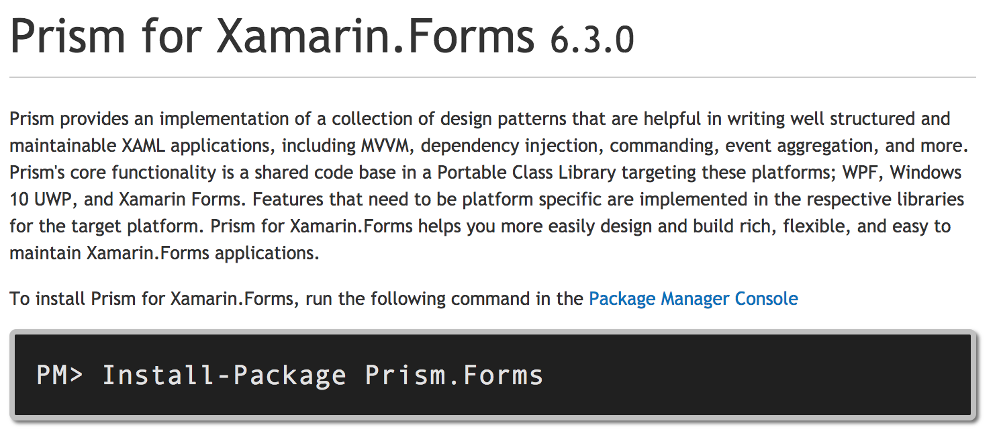 Prism for Xamarin.Forms 6.3.0
Prism provides an implementation of a collection of design patterns that are helpful in writing well structured and
maintainable XAML applications, including MVVM, dependency injection, commanding, event aggregation, and more.
Prism's core functionality is a shared code base in a Portable Class Library targeting these platforms; WPF, Windows
10 UWP, and Xamarin Forms. Features that need to be platform specific are implemented in the respective libraries
for the target platform. Prism for Xamarin.Forms helps you more easily design and build rich, flexible, and easy to
maintain Xamarin.Forms applications.
To install Prism for Xamarin.Forms, run the following command in the Package Manager Console
PM> Install-Package Prism.Forms